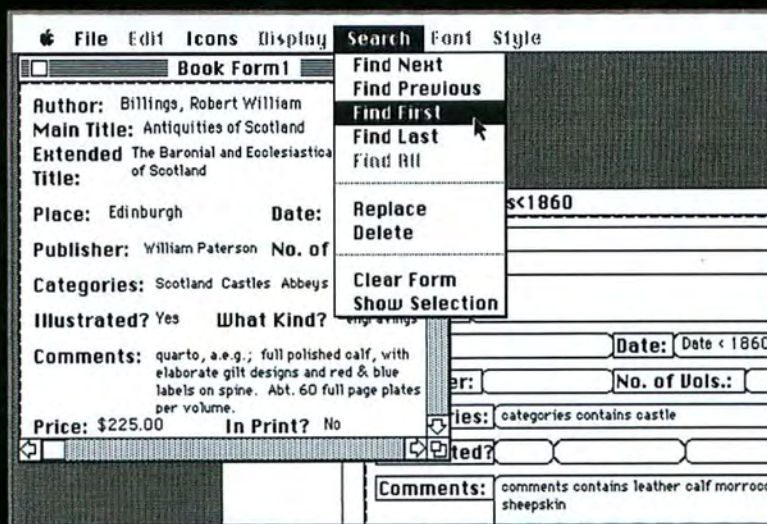 File Edit Icons Display Search Font Style
Book Form1
Author: Billings, Robert William
Main Title: Antiquities of Scotland
Extended Title: The Baronial and Ecclesiastica
of Scotland
Place: Edinburgh Date:
Publisher: William Paterson No. of
Categories: Scotland Castles Abbeys
Illustrated? Yes What Kind? engravings
Comments: quarto, a.e.g.; full polished calf, with
elaborate gilt designs and red & blue
labels on spine. Abt. 60 full page plates
per volume.
Price: $225.00 In Print? No
Find Next
Find Previous
Find First
Find Last
Find All
Replace
Delete
Clear Form
Show Selection
s<1860
Date: Date < 1860
er: No. of Vols.:
ies: categories contains castle
ted?
Comments: comments contains leather calf morroc
sheepskin